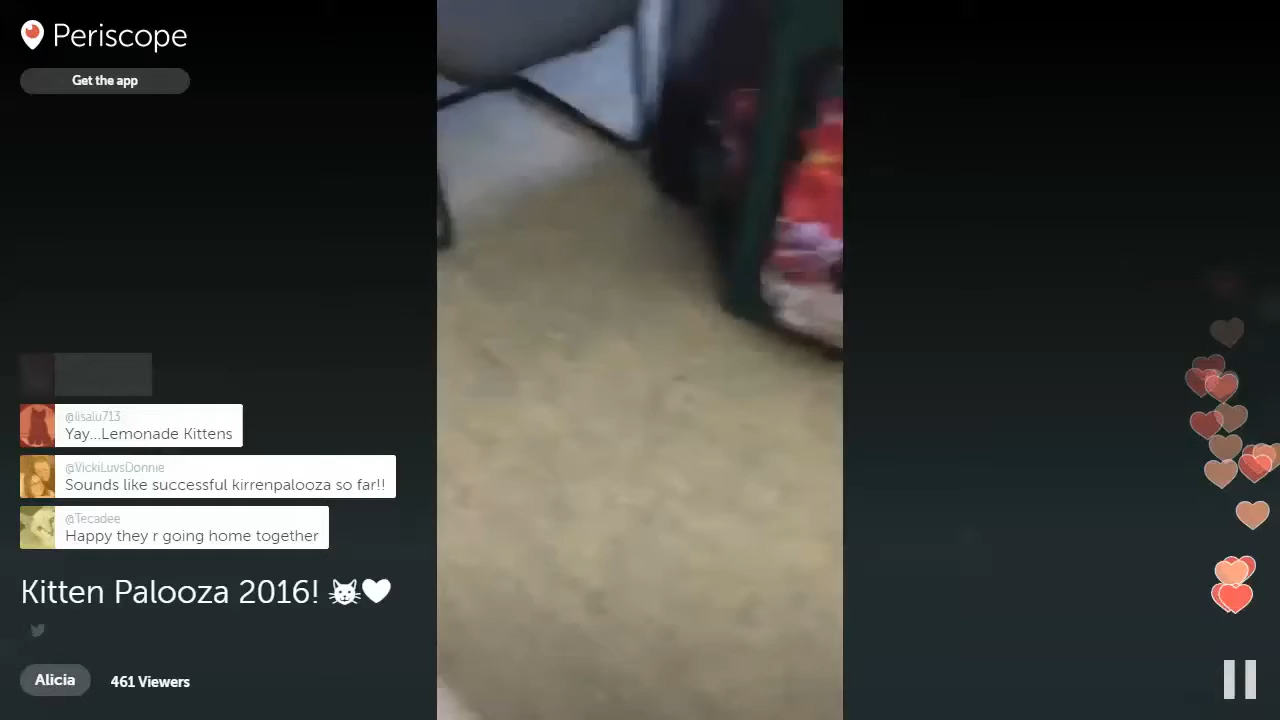 Periscope
Get the app
@lisalu713
Yay...Lemonade Kittens
@VickiLuvsDonnie
Sounds like successful kirrenpalooza so far!!
@Tecadee
Happy they r going home together
Kitten Palooza 2016!
Alicia
461 Viewers